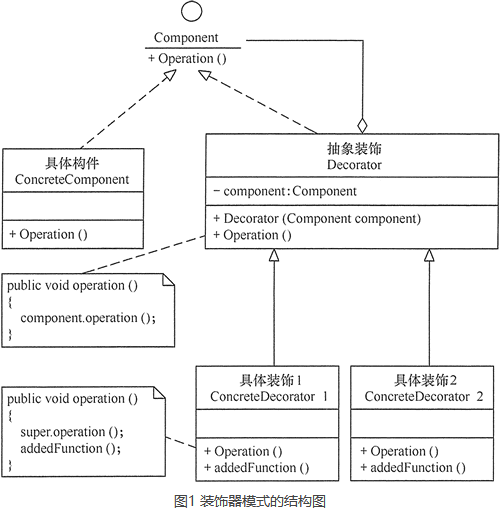 Component
+ Operation ()
具体构件
ConcreteComponent
+ Operation ()
抽象装饰
Decorator
− component:Component
+ Decorator (Component component)
+ Operation ()
public void operation ()
{
component.operation ();
}
具体装饰1
ConcreteDecorator 1
+ Operation ()
+ addedFunction ()
具体装饰2
ConcreteDecorator 2
+ Operation ()
+ addedFunction ()
public void operation ()
{
super.operation ();
addedFunction ();
}
图1 装饰器模式的结构图